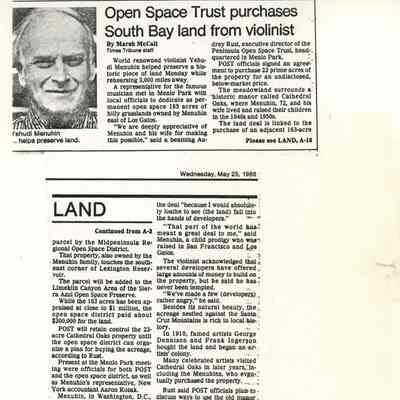 Open Space Trust purchases
South Bay land from violinist
By Marah McCall
Times Tribune staff
World renowned violinist Yehu-
di Menuhin helped preserve a his-
toric piece of land Monday while
rehearsing 3,000 miles away.
A representative for the famous
musician met in Menlo Park with
local officials to dedicate as per-
manent open space 163 acres of
hilly grasslands owned by Menuhin
east of Los Gatos.
"We are deeply appreciative of
Menuhin and his wife for making
this possible," said a beaming Au-
drey Rust, executive director of the
Peninsula Open Space Trust, head-
quartered in Menlo Park.
POST officials signed an agree-
ment to purchase 22 prime acres of
the property for an undisclosed,
below-market price.
The meadowland surrounds a
historic manor called Cathedral
Oaks, where Menuhin, 72, and his
wife lived and raised their children
in the 1940s and 1950s.
The land deal is linked to the
purchase of an adjacent 163-acre
Please see LAND, A-16
Yehudi Menuhin
.. helps preserve land.
Wednesday, May 25, 1988
LAND
Continued from A-2
parcel by the Midpeninsula Re-
gional Open Space District.
That property, also owned by the
Menuhin family, touches the south-
east corner of Lexington Reser-
voir.
The parcel will be added to the
Limekiln Canyon Area of the Sierra
Azul Open Space Preserve.
While the 163 acres has been ap-
praised at close to $1 million, the
open space district paid about
$300,000 for the land.
POST will retain control the 22-
acre Cathedral Oaks property until
the open space district can orga-
nize a plan for buying the acreage,
according to Rust.
Present at the Menlo Park meet-
ing were officials for both POST
and the open space district, as well
as Menuhin's representative, New
York accountant Aaron
Menuhin, in Washington, D.C.,
the deal "because I would absolute-
ly loathe to see (the land) fall into
the hands of developers."
"That part of the world has
meant a great deal to me," said
Menuhin, a child prodigy who was
raised in San Francisco and Los
Gatos.
The violinist acknowledged that
several developers have offered
large amounts of money to build on
the property, but he said he has
never been tempted.
"We've made a few (developers)
rather angry," he said.
Besides its natural beauty, the
acreage nestled against the Santa
Cruz Mountains is rich in local his-
tory.
In 1910, famed artists George
Dennison and Frank Ingerson
bought the land and began an ar-
tists' colony.
Many celebrated artists visited
Cathedral Oaks in later years, in-
cluding the Menuhins, who even-
tually purchased the property.
Rust said POST officials plan to
discuss ways to use the old manor